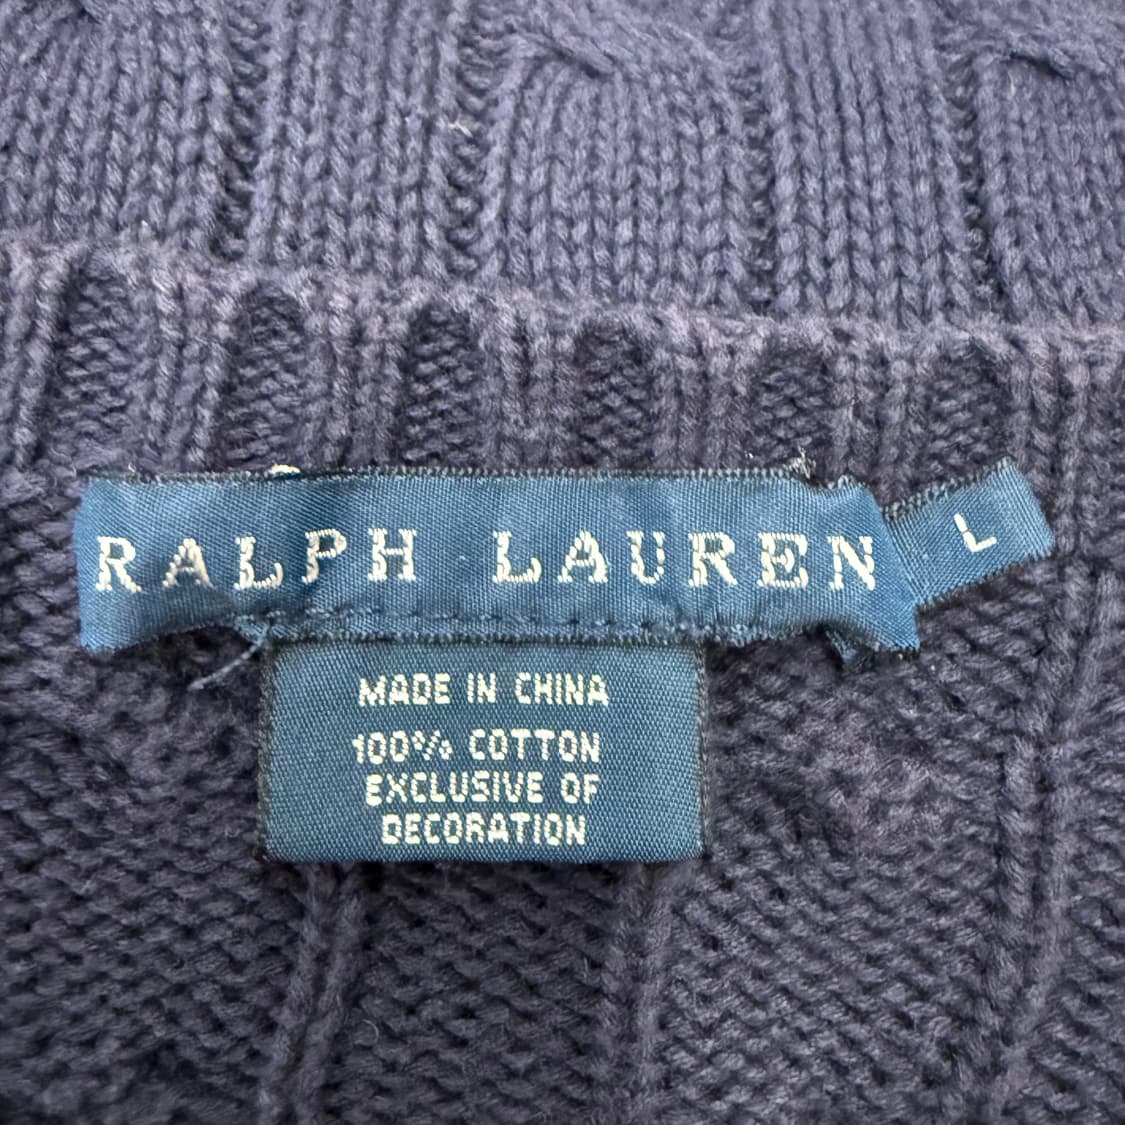 RALPH LAUREN L
MADE IN CHINA
100% COTTON
EXCLUSIVE OF
DECORATION